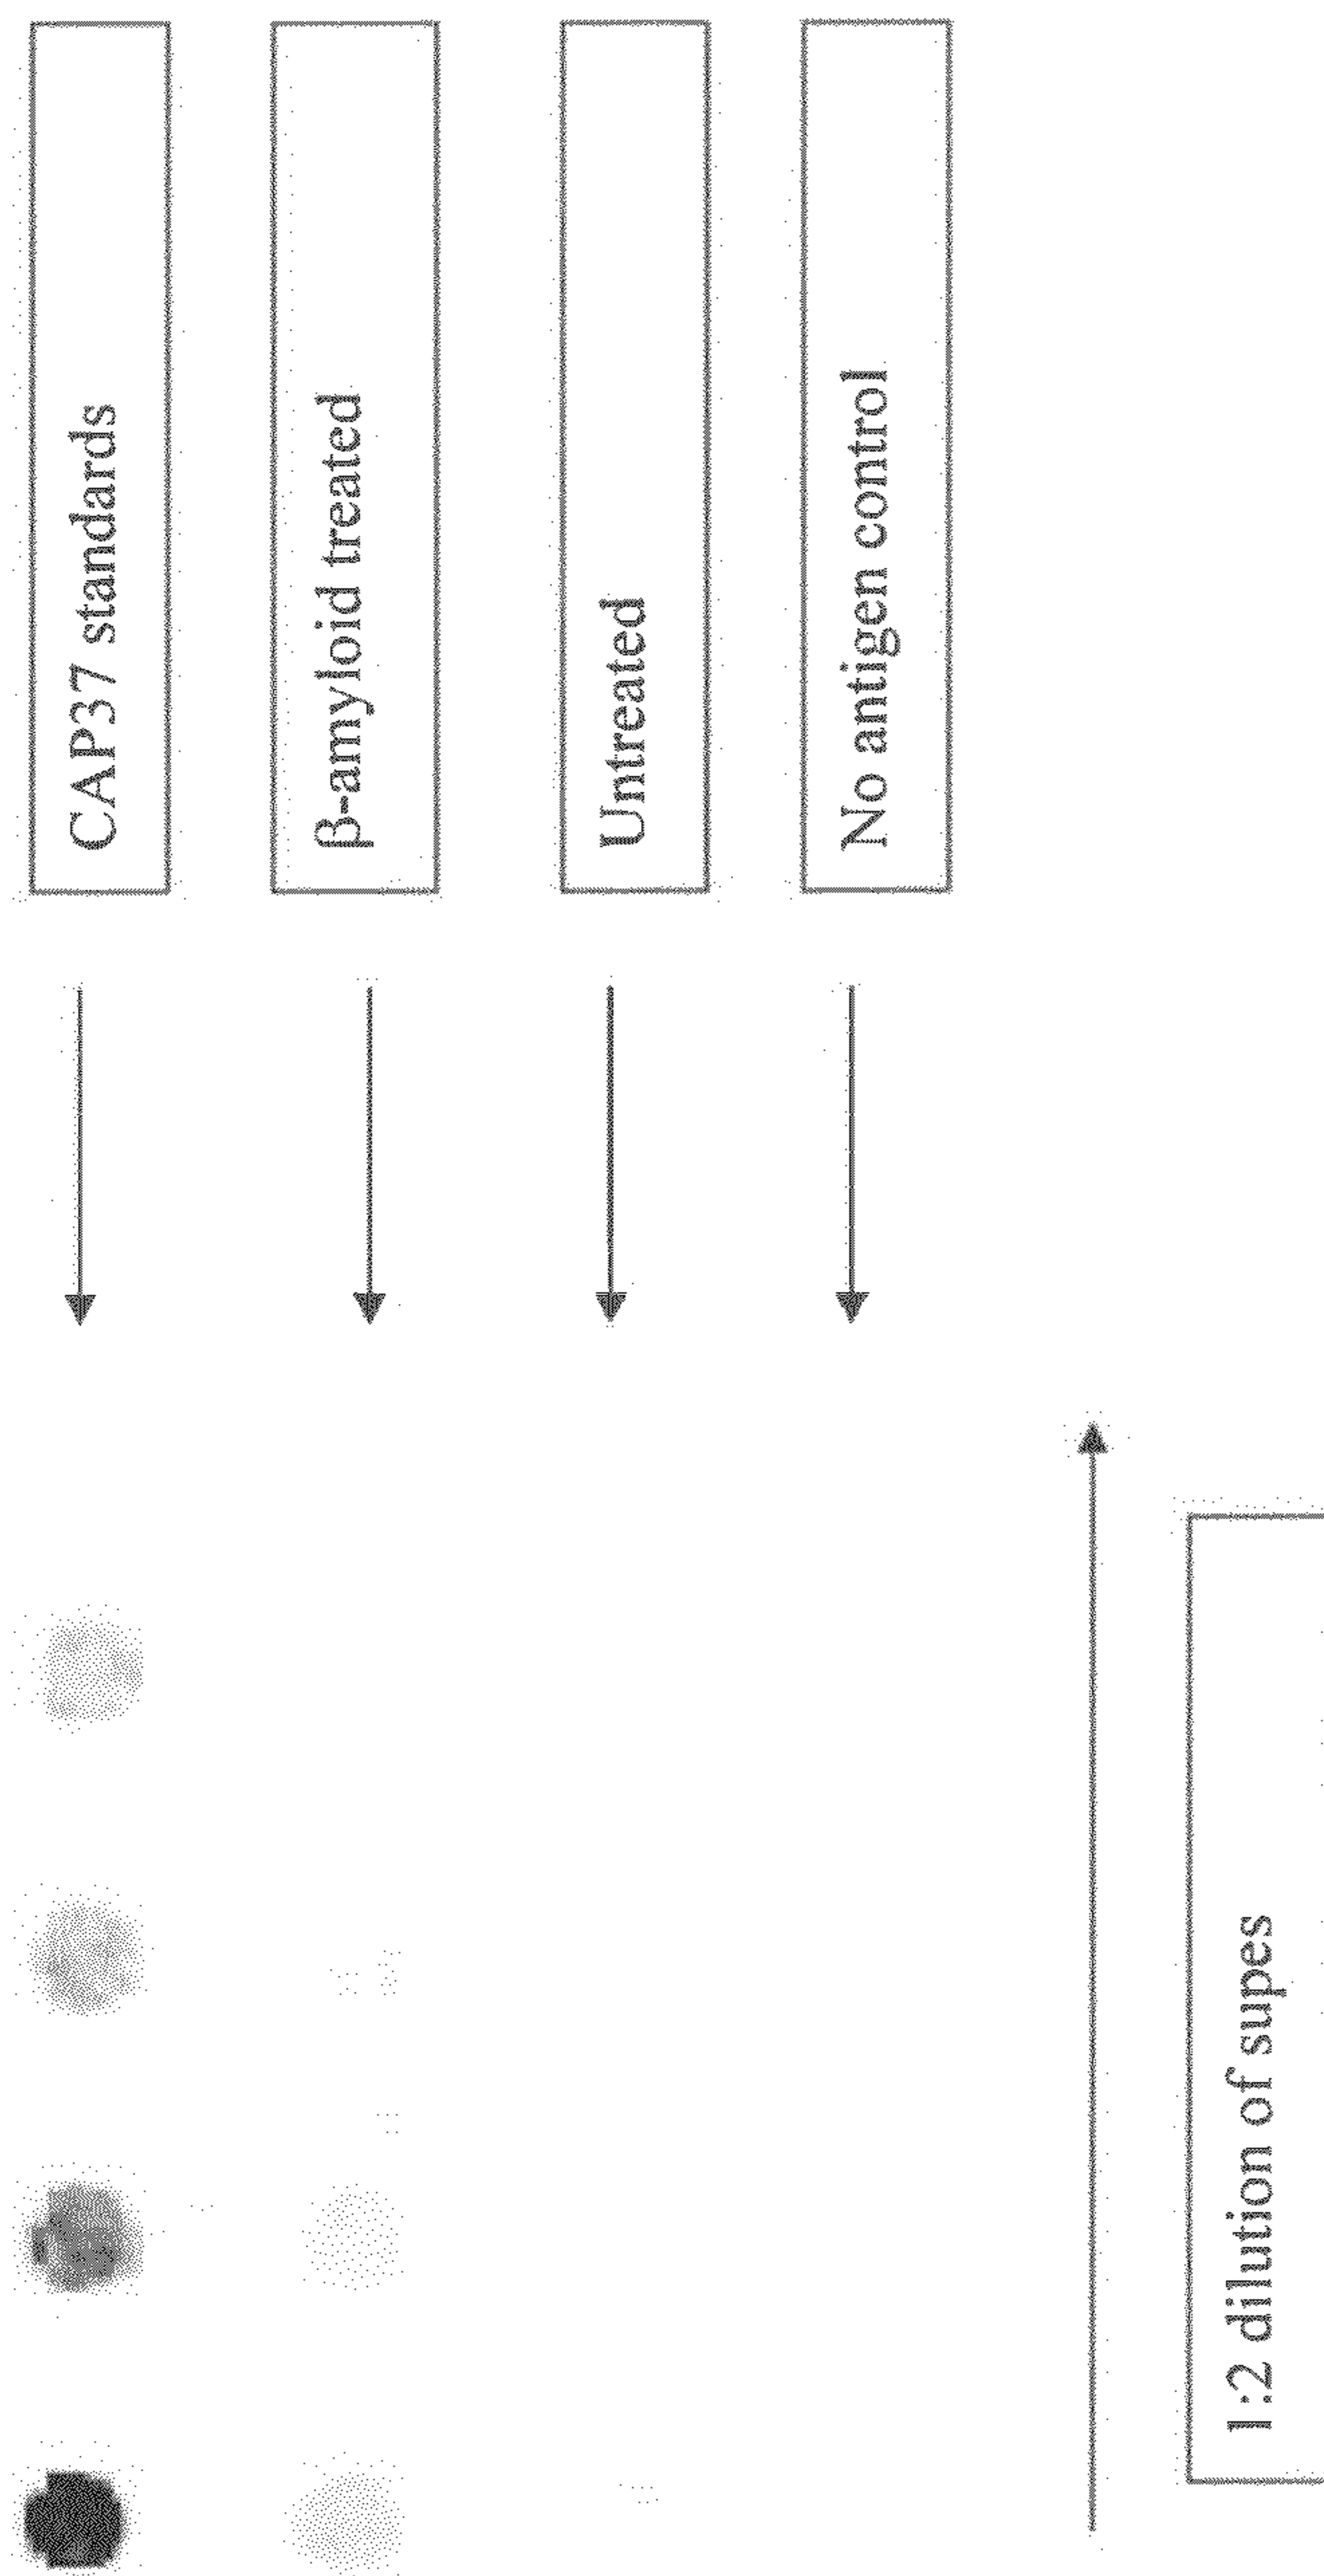 CAP37 standards
β-amyloid treated
Untreated
No antigen control
1:2 dilution of supes